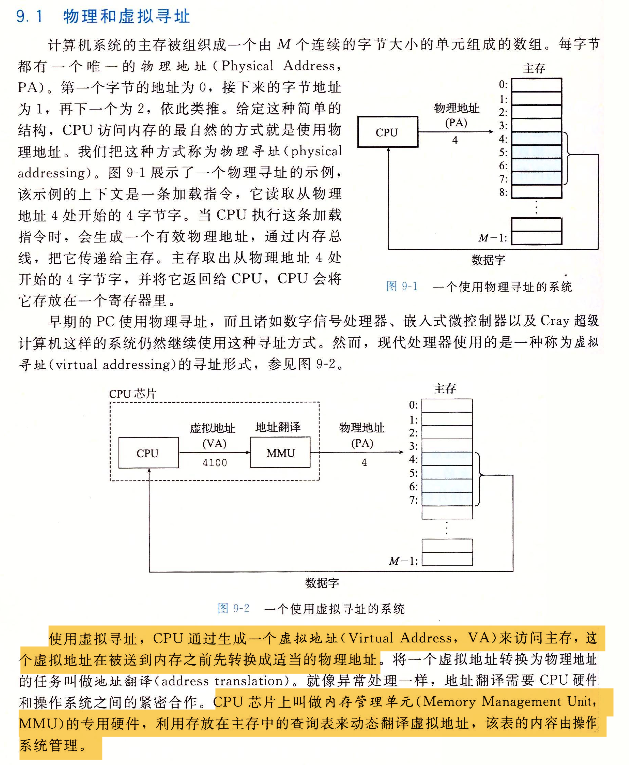 9.1 物理和虚拟寻址
计算机系统的主存被组织成一个由 M 个连续的字节大小的单元组成的数组。每字节
都有一个唯一的物理地址(Physical Address,
PA)。第一个字节的地址为 0，接下来的字节地址
为 1，再下一个为 2，依此类推。给定这种简单的
结构，CPU 访问内存的最自然的方式就是使用物
理地址。我们把这种方式称为物理寻址(physical
addressing)。图 9-1 展示了一个物理寻址的示例，
该示例的上下文是一条加载指令，它读取从物理
地址 4 处开始的 4 字节字。当 CPU 执行这条加载
指令时，会生成一个有效物理地址，通过内存总
线，把它传递给主存。主存取出从物理地址 4 处
开始的 4 字节字，并将它返回给 CPU，CPU 会将
它存放在一个寄存器里。
主存
0:
1:
2:
3:
4:
5:
6:
7:
8:
M-1:
CPU
物理地址
(PA)
4
数据字
图 9-1 一个使用物理寻址的系统
早期的 PC 使用物理寻址，而且诸如数字信号处理器、嵌入式微控制器以及 Cray 超级
计算机这样的系统仍然继续使用这种寻址方式。然而，现代处理器使用的是一种称为虚拟
寻址(virtual addressing)的寻址形式，参见图 9-2。
CPU 芯片
CPU
虚拟地址
(VA)
4100
地址翻译
MMU
物理地址
(PA)
4
主存
0:
1:
2:
3:
4:
5:
6:
7:
M-1:
数据字
图 9-2 一个使用虚拟寻址的系统
使用虚拟寻址，CPU 通过生成一个虚拟地址(Virtual Address，VA)来访问主存，这
个虚拟地址在被送到内存之前先转换成适当的物理地址。将一个虚拟地址转换为物理地址
的任务叫做地址翻译(address translation)。就像异常处理一样，地址翻译需要 CPU 硬件
和操作系统之间的紧密合作。CPU 芯片上叫做内存管理单元(Memory Management Unit,
MMU)的专用硬件，利用存放在主存中的查询表来动态翻译虚拟地址，该表的内容由操作
系统管理。